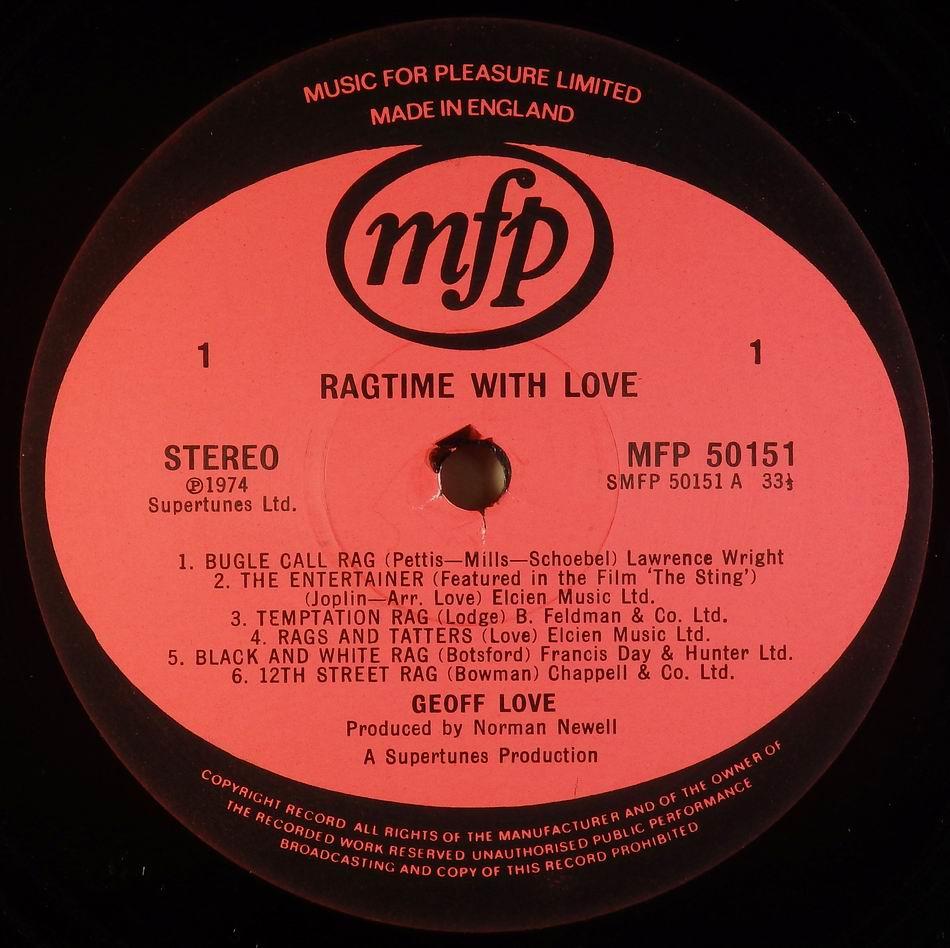 MUSIC FOR PLEASURE LIMITED
MADE IN ENGLAND
mfp
1 1
RAGTIME WITH LOVE
STEREO MFP 50151
℗1974 SMFP 50151 A 33⅓
Supertunes Ltd.
1. BUGLE CALL RAG (Pettis—Mills—Schoebel) Lawrence Wright
2. THE ENTERTAINER (Featured in the Film ‘The Sting’)
(Joplin—Arr. Love) Elcien Music Ltd.
3. TEMPTATION RAG (Lodge) B. Feldman & Co. Ltd.
4. RAGS AND TATTERS (Love) Elcien Music Ltd.
5. BLACK AND WHITE RAG (Botsford) Francis Day & Hunter Ltd.
6. 12TH STREET RAG (Bowman) Chappell & Co. Ltd.
GEOFF LOVE
Produced by Norman Newell
A Supertunes Production
COPYRIGHT RECORD ALL RIGHTS OF THE MANUFACTURER AND OF THE OWNER OF
THE RECORDED WORK RESERVED UNAUTHORISED PUBLIC PERFORMANCE
BROADCASTING AND COPY OF THIS RECORD PROHIBITED